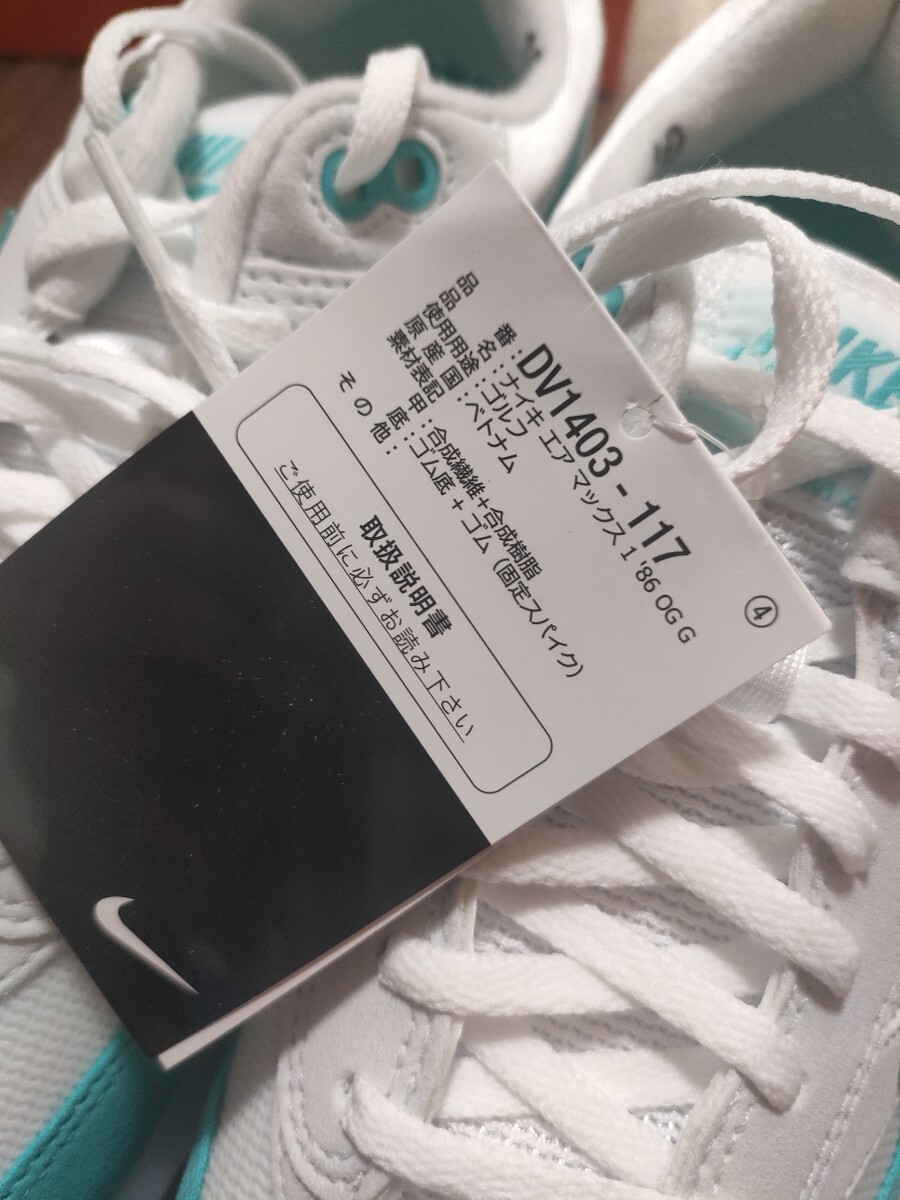 品　　番：DV1403-117
品　　名：ナイキ エア マックス 1 '86 OG G
使用用途：ゴルフ
原 産 国：ベトナム
素材表記　甲：合成繊維+合成樹脂
底：ゴム底+ゴム（固定スパイク）
そ の 他：
④
取扱説明書
ご使用前に必ずお読み下さい